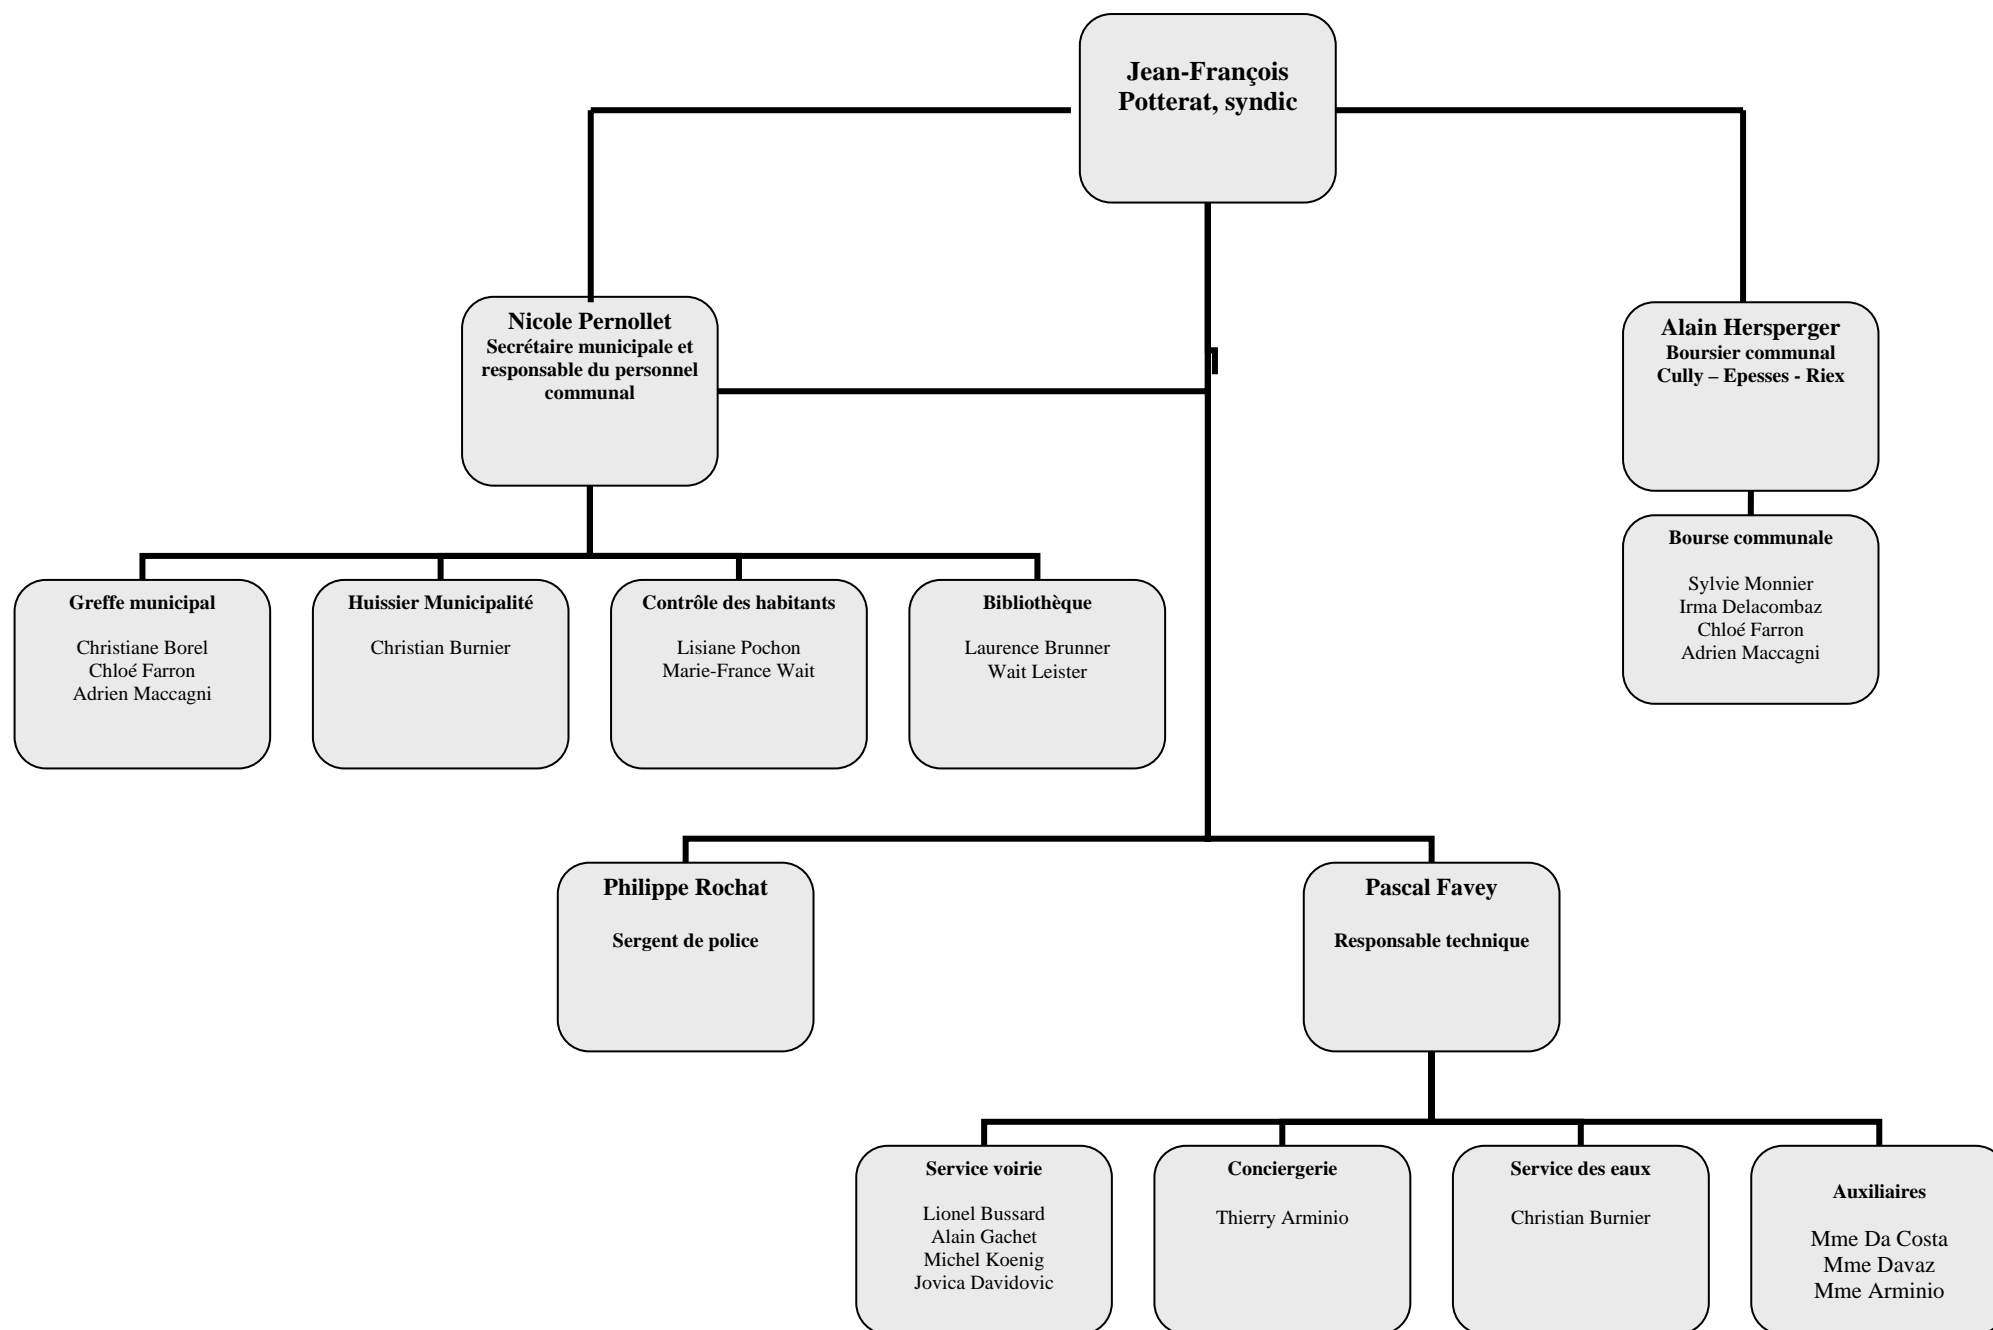 Jean-François
Potterat, syndic
Nicole Pernollet
Secrétaire municipale et
responsable du personnel
communal
Alain Hersperger
Boursier communal
Cully – Epesses - Riex
Bourse communale
Sylvie Monnier
Irma Delacombaz
Chloé Farron
Adrien Maccagni
Greffe municipal
Christiane Borel
Chloé Farron
Adrien Maccagni
Huissier Municipalité
Christian Burnier
Contrôle des habitants
Lisiane Pochon
Marie-France Wait
Bibliothèque
Laurence Brunner
Wait Leister
Philippe Rochat
Sergent de police
Pascal Favey
Responsable technique
Service voirie
Lionel Bussard
Alain Gachet
Michel Koenig
Jovica Davidovic
Conciergerie
Thierry Arminio
Service des eaux
Christian Burnier
Auxiliaires
Mme Da Costa
Mme Davaz
Mme Arminio